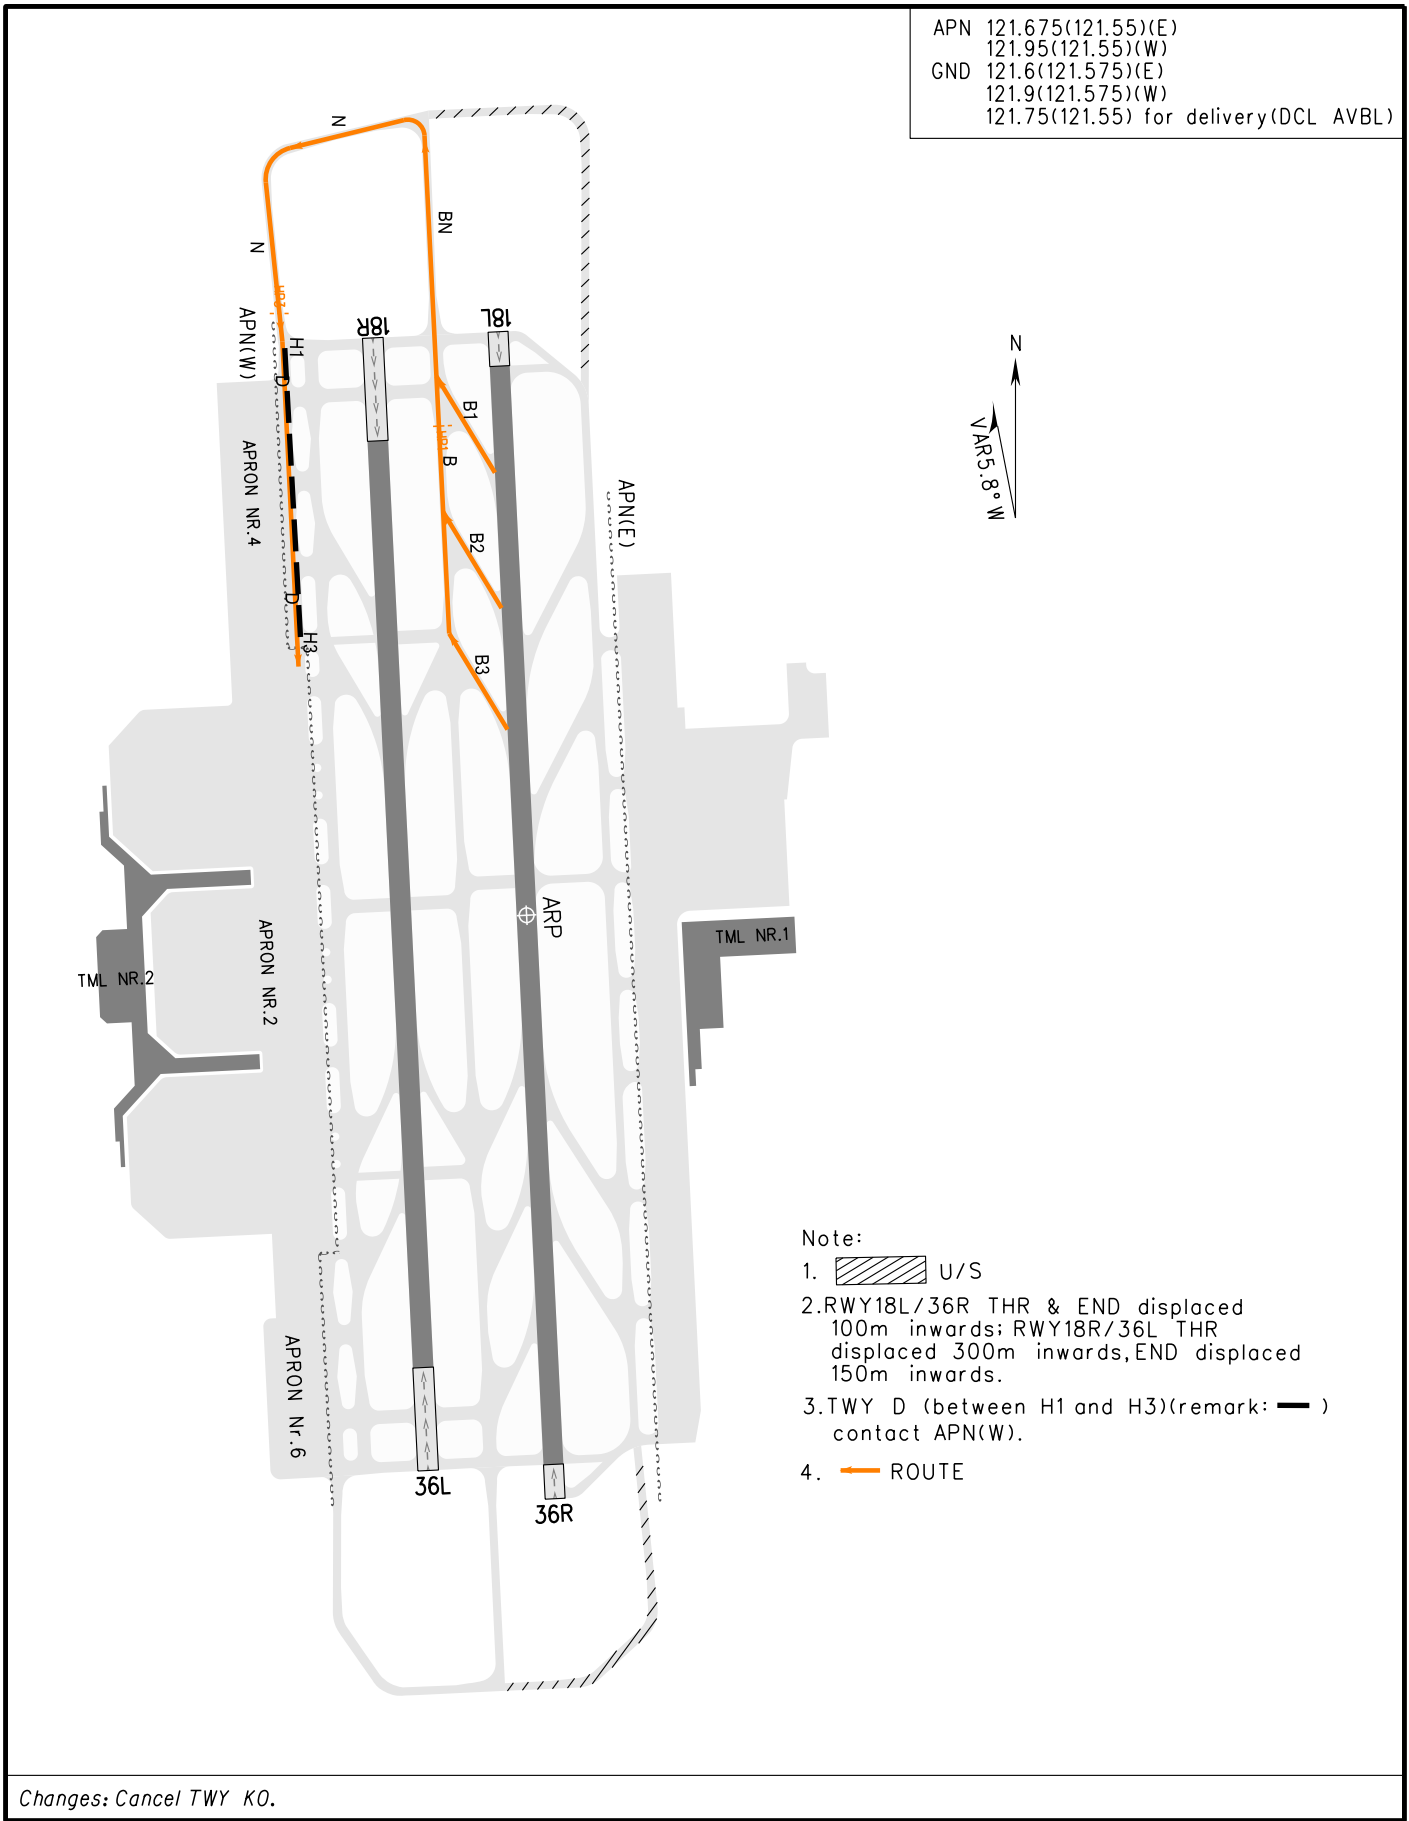 APN 121.675(121.55)(E)
121.95(121.55)(W)
GND 121.6(121.575)(E)
121.9(121.575)(W)
121.75(121.55) for delivery(DCL AVBL)
N
BN
N
APN(W)
18R
18L
H1
D
B1
B
N
VAR5.8°W
APRON NR.4
APN(E)
B2
D
H3
B3
ARP
TML NR.1
APRON NR.2
TML NR.2
APRON Nr.6
36L
36R
Note:
1. U/S
2.RWY18L/36R THR & END displaced
100m inwards; RWY18R/36L THR
displaced 300m inwards,END displaced
150m inwards.
3.TWY D (between H1 and H3)(remark: )
contact APN(W).
4. ROUTE
Changes: Cancel TWY K0.